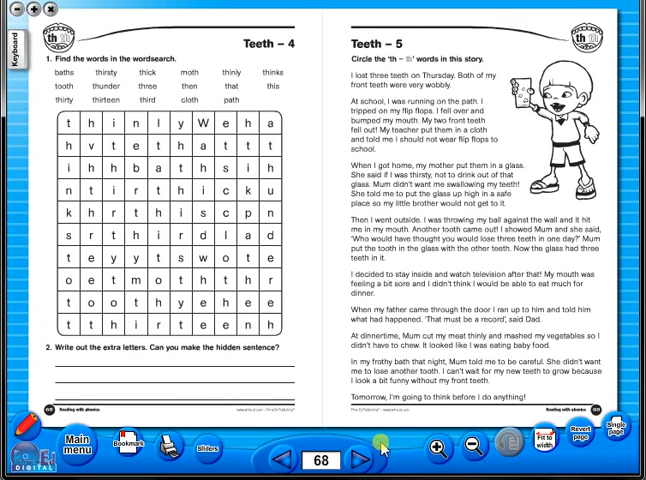 Keyboard
th th
Teeth – 4
1. Find the words in the wordsearch.
baths thirsty thick moth thinly thinks
tooth thunder three then that this
thirty thirteen third cloth path
t h i n l y W e h a
h v t e t h a t t t
i h h b a t h s i h
n t i r t h i c k u
k h r t h i s c p n
s r t h i r d l a d
t e y y t s w o t e
o e t m o t h t h r
t o o t h y e h e e
t t h i r t e e n h
2. Write out the extra letters. Can you make the hidden sentence?
68 Reading with phonics
th th
Teeth – 5
Circle the ‘th – th’ words in this story.
I lost three teeth on Thursday. Both of my
front teeth were very wobbly.
At school, I was running on the path. I
tripped on my flip flops. I fell over and
bumped my mouth. My two front teeth
fell out! My teacher put them in a cloth
and told me I should not wear flip flops to
school.
When I got home, my mother put them in a glass.
She said if I was thirsty, not to drink out of that
glass. Mum didn’t want me swallowing my teeth!
She told me to put the glass up high in a safe
place so my little brother would not get to it.
Then I went outside. I was throwing my ball against the wall and it hit
me in my mouth. Another tooth came out! I showed Mum and she said,
‘Who would have thought you would lose three teeth in one day?’ Mum
put the tooth in the glass with the other teeth. Now the glass had three
teeth in it.
I decided to stay inside and watch television after that! My mouth was
feeling a bit sore and I didn’t think I would be able to eat much for
dinner.
When my father came through the door I ran up to him and told him
what had happened. ‘That must be a record’, said Dad.
At dinnertime, Mum cut my meat thinly and mashed my vegetables so I
didn’t have to chew. It looked like I was eating baby food.
In my frothy bath that night, Mum told me to be careful. She didn’t want
me to lose another tooth. I can’t wait for my new teeth to grow because
I look a bit funny without my front teeth.
Tomorrow, I’m going to think before I do anything!
Reading with phonics 69
DIGITAL
Main
menu
Bookmark
Sliders
68
Fit to
width
Revert
page
Single
page